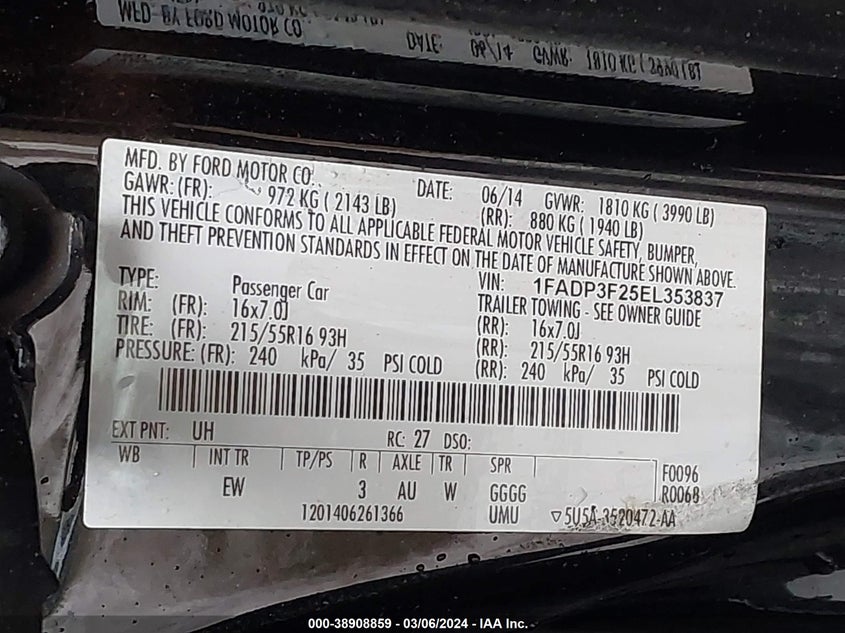 MFD. BY FORD MOTOR CO.
DATE: 06/14 GVWR: 1810 KG ( 3990 LB)
GAWR: (FR): 972 KG ( 2143 LB) (RR): 880 KG ( 1940 LB)
THIS VEHICLE CONFORMS TO ALL APPLICABLE FEDERAL MOTOR VEHICLE SAFETY, BUMPER,
AND THEFT PREVENTION STANDARDS IN EFFECT ON THE DATE OF MANUFACTURE SHOWN ABOVE.
TYPE: Passenger Car VIN: 1FADP3F25EL353837
TRAILER TOWING - SEE OWNER GUIDE
RIM: (FR): 16x7.0J (RR): 16x7.0J
TIRE: (FR): 215/55R16 93H (RR): 215/55R16 93H
PRESSURE: (FR): 240 kPa/ 35 PSI COLD (RR): 240 kPa/ 35 PSI COLD
EXT PNT: UH RC: 27 DSO:
WB INT TR TP/PS R AXLE TR SPR F0096
EW 3 AU W GGGG R0068
1201406261366 UMU 5U5A-3520472-AA
000-38908859 — 03/06/2024 — IAA Inc.